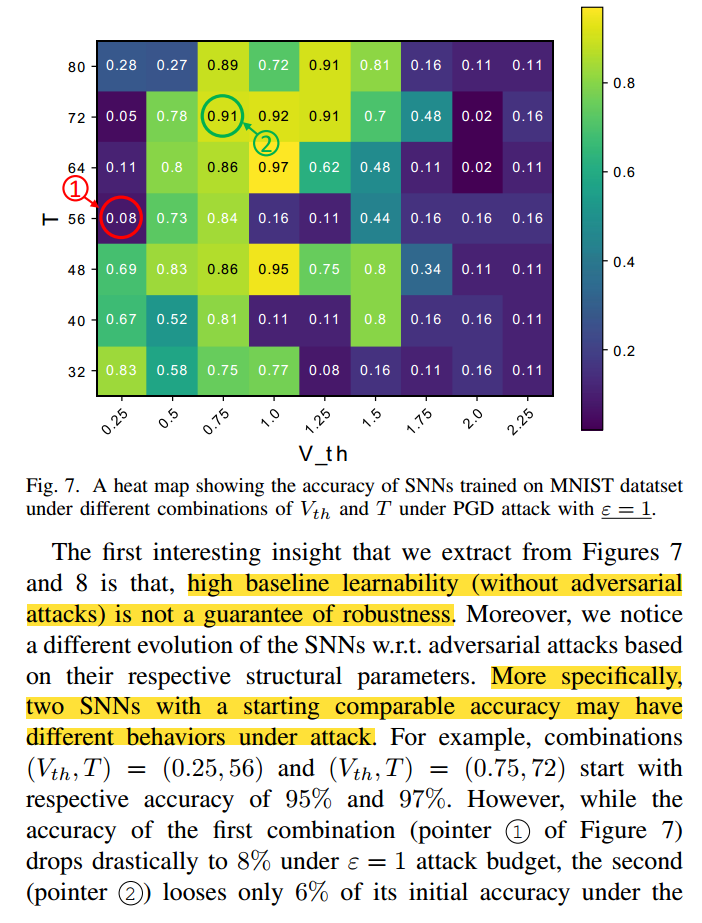 80 0.28 0.27 0.89 0.72 0.91 0.81 0.16 0.11 0.11
72 0.05 0.78 0.91 0.92 0.91 0.7 0.48 0.02 0.16
②
64 0.11 0.8 0.86 0.97 0.62 0.48 0.11 0.02 0.11
①
T
56 0.08 0.73 0.84 0.16 0.11 0.44 0.16 0.16 0.16
48 0.69 0.83 0.86 0.95 0.75 0.8 0.34 0.11 0.11
40 0.67 0.52 0.81 0.11 0.11 0.8 0.16 0.16 0.11
32 0.83 0.58 0.75 0.77 0.08 0.16 0.11 0.16 0.11
0.25 0.5 0.75 1.0 1.25 1.5 1.75 2.0 2.25
V_th
0.8
0.6
0.4
0.2
Fig. 7. A heat map showing the accuracy of SNNs trained on MNIST datatset
under different combinations of V_{th} and T under PGD attack with ε = 1.
The first interesting insight that we extract from Figures 7
and 8 is that, high baseline learnability (without adversarial
attacks) is not a guarantee of robustness. Moreover, we notice
a different evolution of the SNNs w.r.t. adversarial attacks based
on their respective structural parameters. More specifically,
two SNNs with a starting comparable accuracy may have
different behaviors under attack. For example, combinations
(V_{th}, T) = (0.25, 56) and (V_{th}, T) = (0.75, 72) start with
respective accuracy of 95% and 97%. However, while the
accuracy of the first combination (pointer ① of Figure 7)
drops drastically to 8% under ε = 1 attack budget, the second
(pointer ②) looses only 6% of its initial accuracy under the